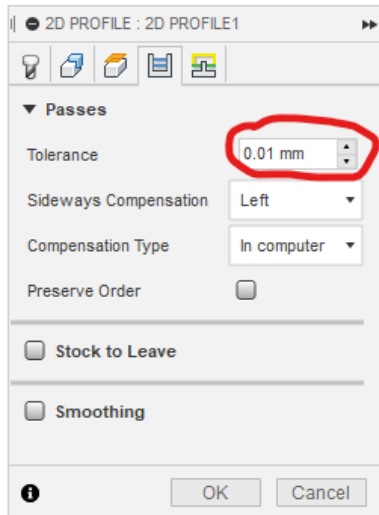 2D PROFILE : 2D PROFILE1
Passes
Tolerance 0.01 mm
Sideways Compensation Left
Compensation Type In computer
Preserve Order
Stock to Leave
Smoothing
OK Cancel